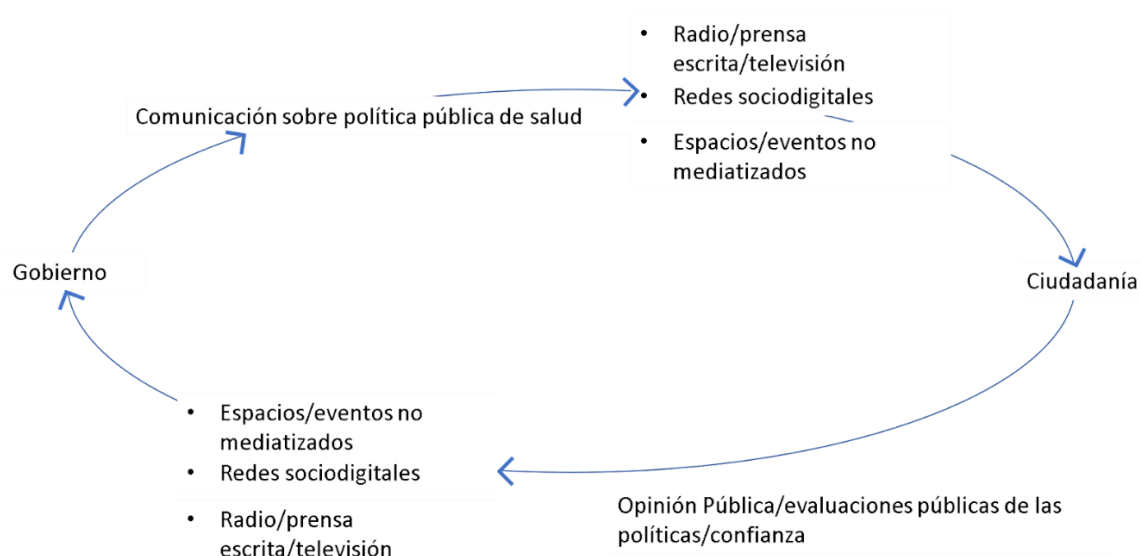 • Radio/prensa
escrita/televisión
• Redes sociodigitales
• Espacios/eventos no
mediatizados
Comunicación sobre política pública de salud
Gobierno
Ciudadanía
• Espacios/eventos no
mediatizados
• Redes sociodigitales
• Radio/prensa
escrita/televisión
Opinión Pública/evaluaciones públicas de las
políticas/confianza